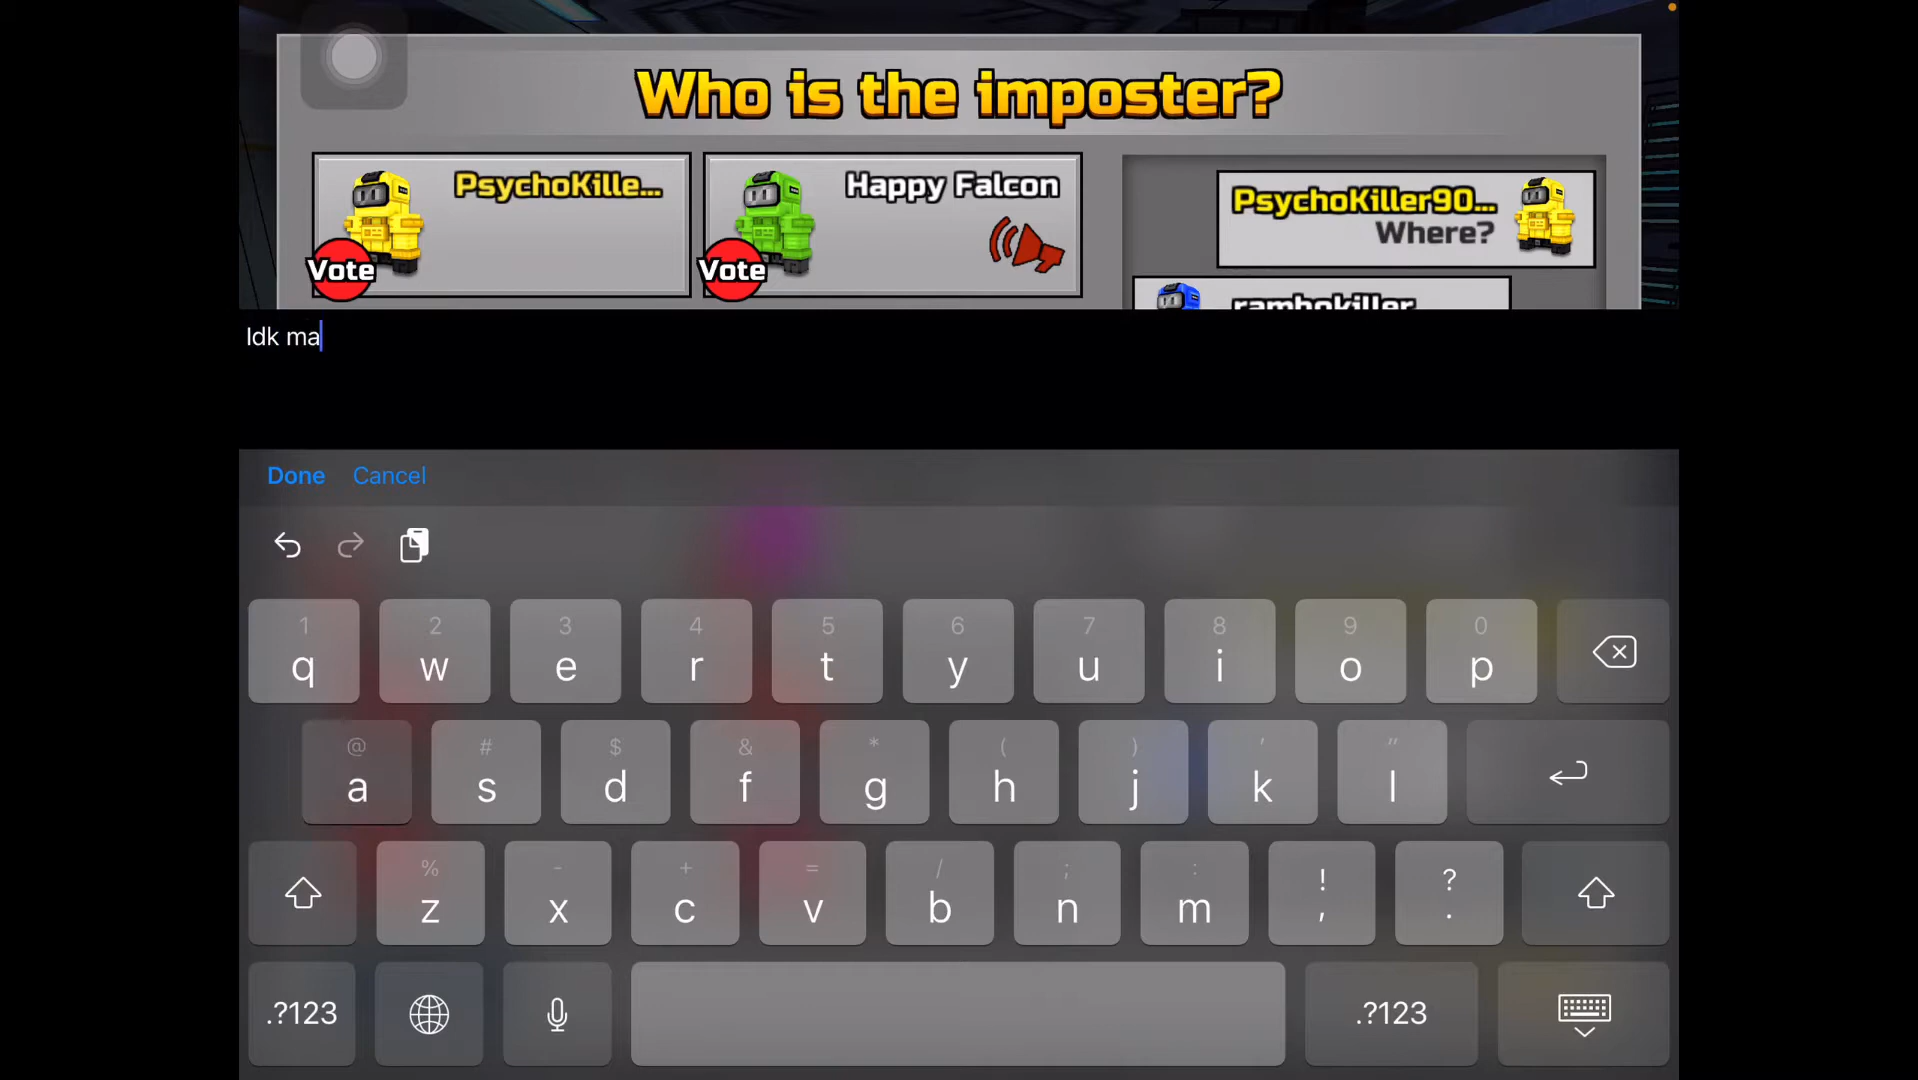 Who is the imposter?
PsychoKille...
Vote
Happy Falcon
Vote
PsychoKiller90...
Where?
rambokiller
Idk ma
Done Cancel
1 2 3 4 5 6 7 8 9 0
q w e r t y u i o p
@ # $ & * ( ) ' "
a s d f g h j k l
% - + = / ; : ! ?
z x c v b n m , .
.?123 .?123